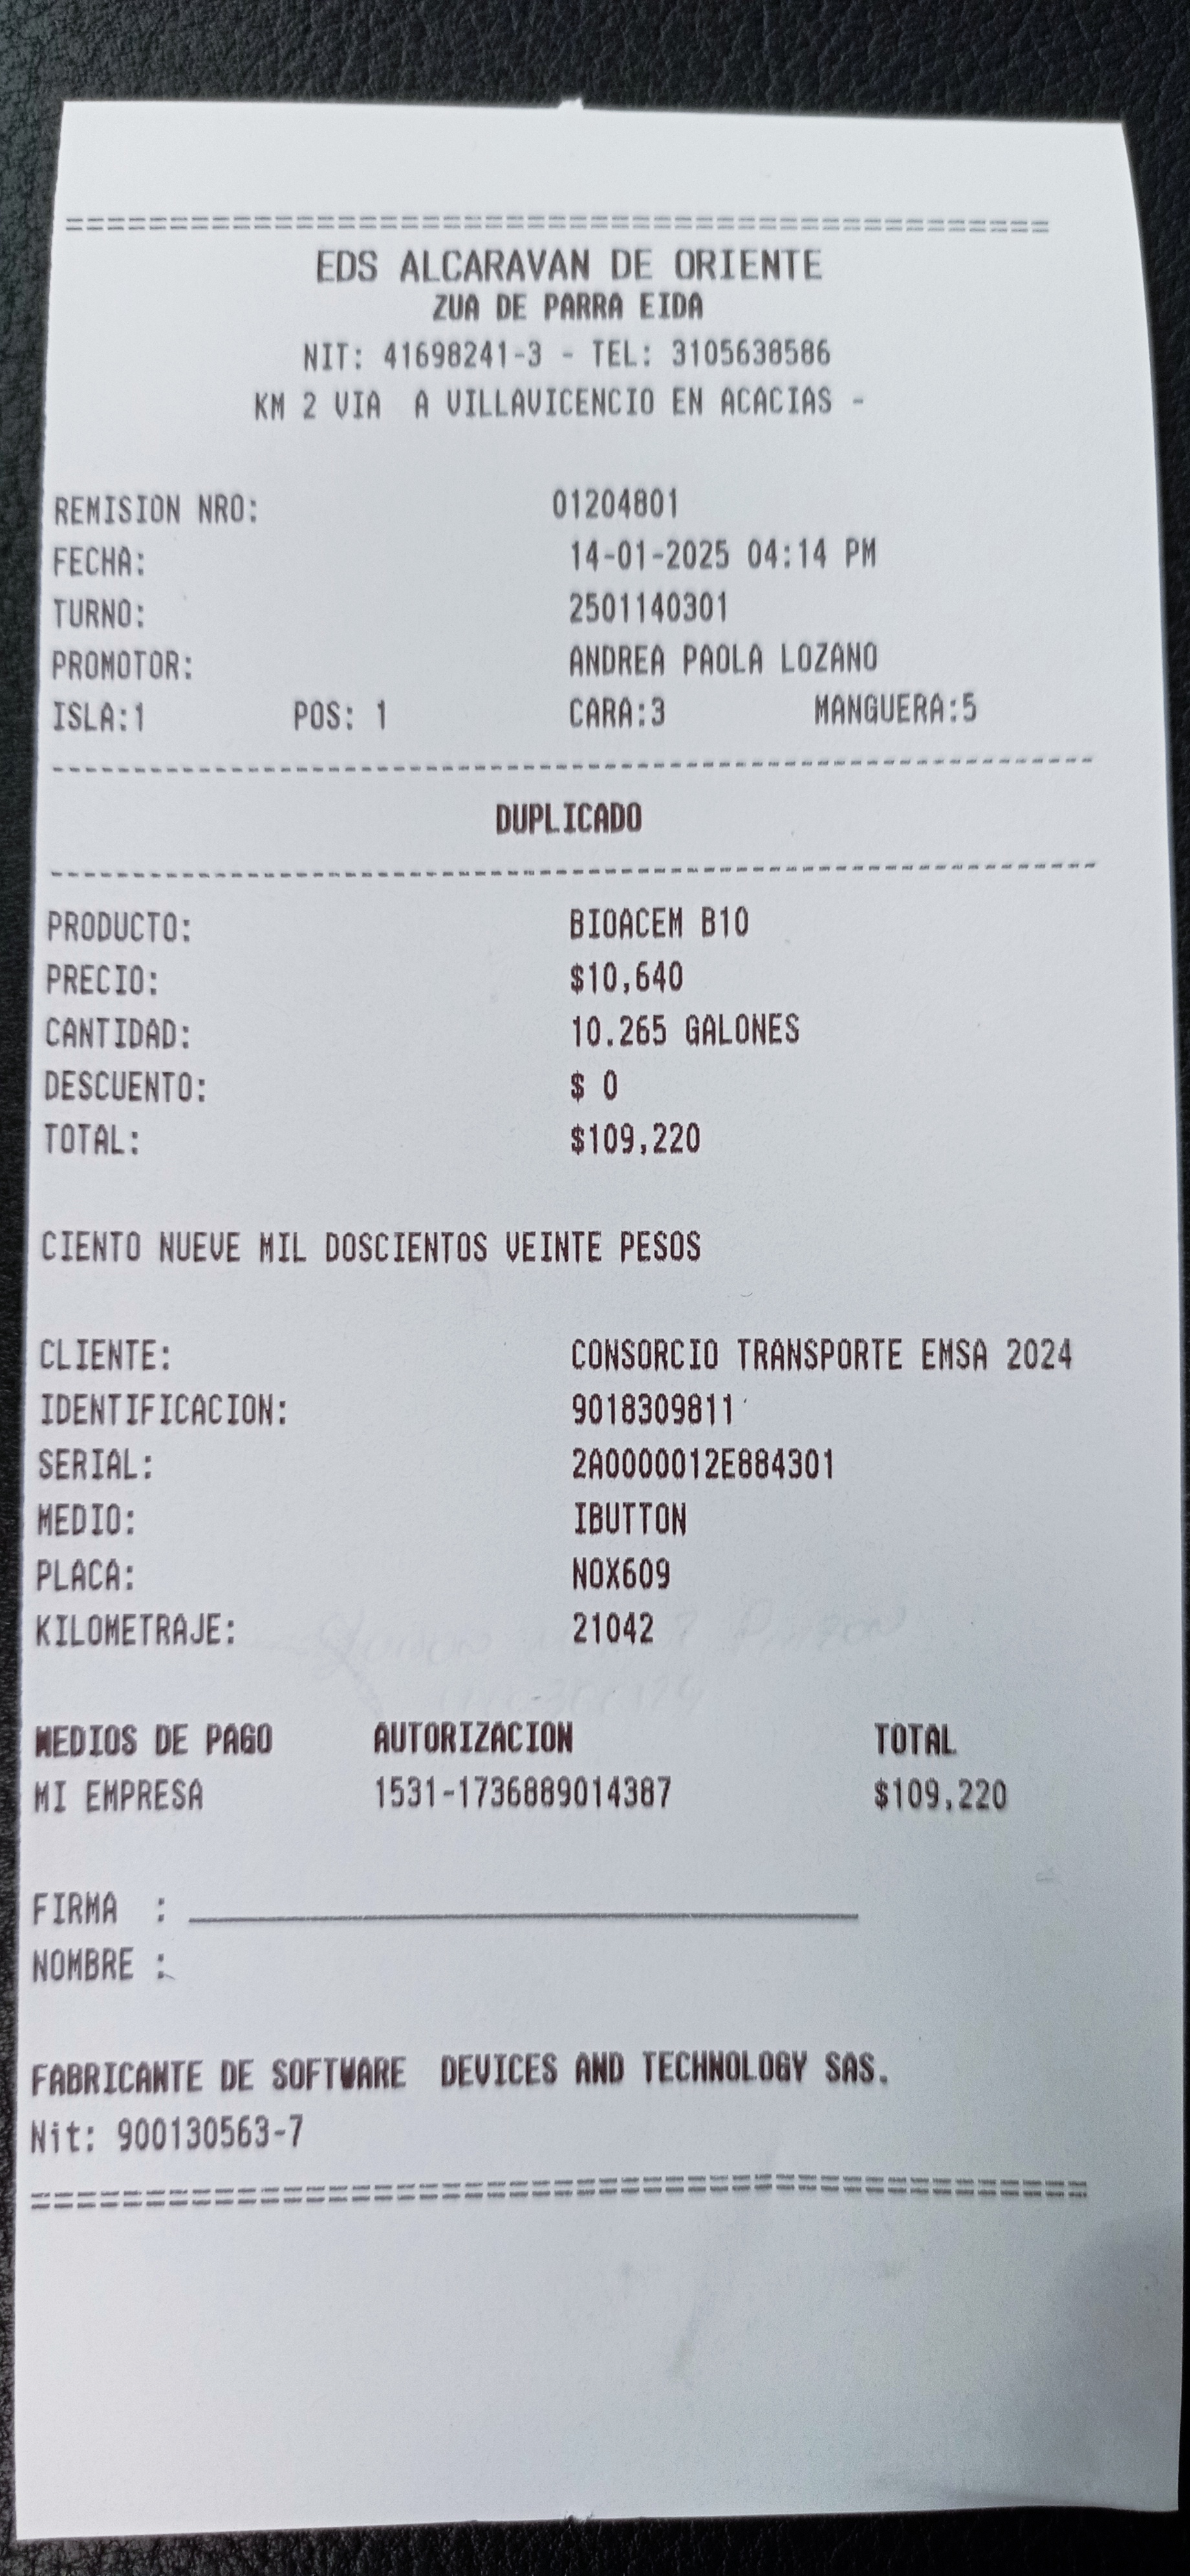 ================================================
EDS ALCARAVAN DE ORIENTE
ZUA DE PARRA EIDA
NIT: 41698241-3 - TEL: 3105638586
KM 2 VIA  A VILLAVICENCIO EN ACACIAS -
REMISION NRO: 01204801
FECHA: 14-01-2025 04:14 PM
TURNO: 2501140301
PROMOTOR: ANDREA PAOLA LOZANO
ISLA:1 POS: 1 CARA:3 MANGUERA:5
------------------------------------------------
DUPLICADO
------------------------------------------------
PRODUCTO: BIOACEM B10
PRECIO: $10,640
CANTIDAD: 10.265 GALONES
DESCUENTO: $ 0
TOTAL: $109,220
CIENTO NUEVE MIL DOSCIENTOS VEINTE PESOS
CLIENTE: CONSORCIO TRANSPORTE EMSA 2024
IDENTIFICACION: 9018309811
SERIAL: 2A0000012E884301
MEDIO: IBUTTON
PLACA: NOX609
KILOMETRAJE: 21042
MEDIOS DE PAGO AUTORIZACION TOTAL
MI EMPRESA 1531-1736889014387 $109,220
FIRMA : ______________________________
NOMBRE :
FABRICANTE DE SOFTWARE  DEVICES AND TECHNOLOGY SAS.
Nit: 900130563-7
================================================